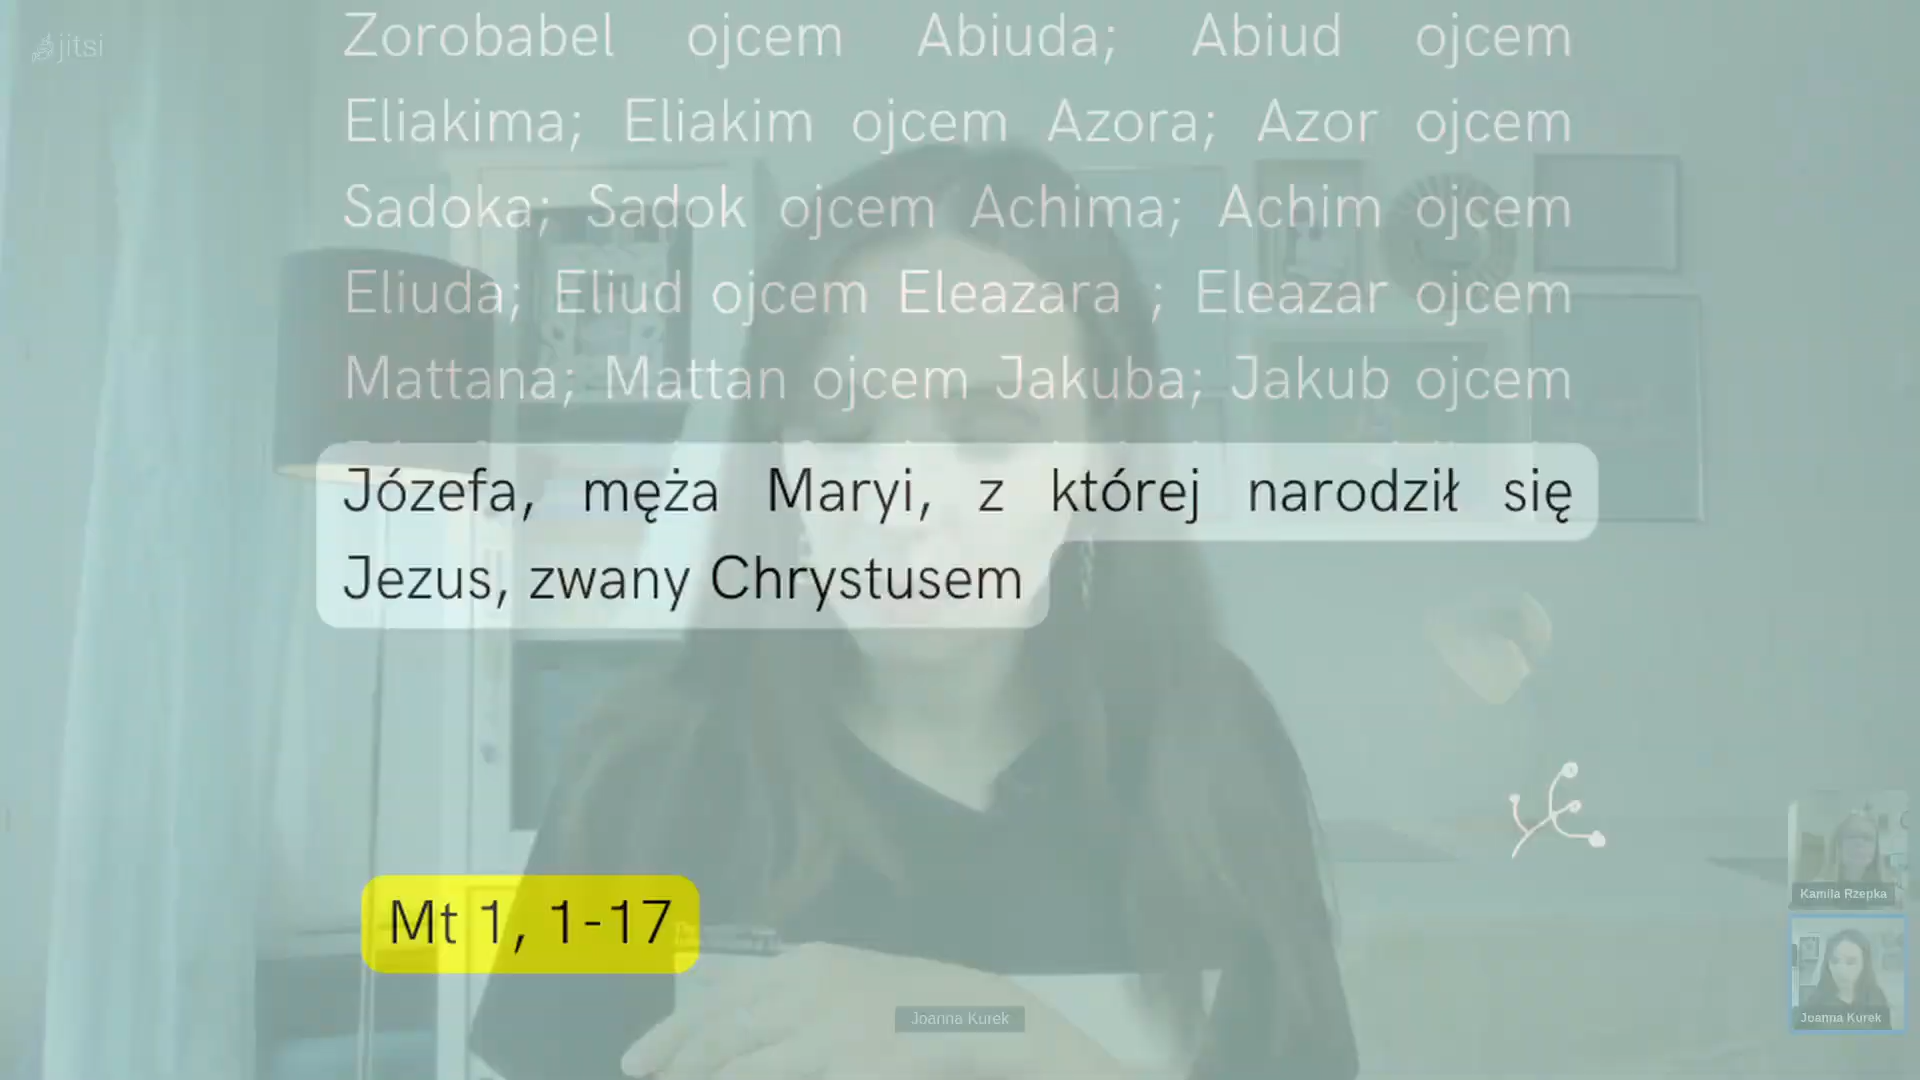 jitsi
Zorobabel ojcem Abiuda; Abiud ojcem
Eliakima; Eliakim ojcem Azora; Azor ojcem
Sadoka; Sadok ojcem Achima; Achim ojcem
Eliuda; Eliud ojcem Eleazara ; Eleazar ojcem
Mattana; Mattan ojcem Jakuba; Jakub ojcem
Józefa, męża Maryi, z której narodził się
Jezus, zwany Chrystusem
Mt 1, 1-17
Kamila Rzepka
Joanna Kurek
Joanna Kurek